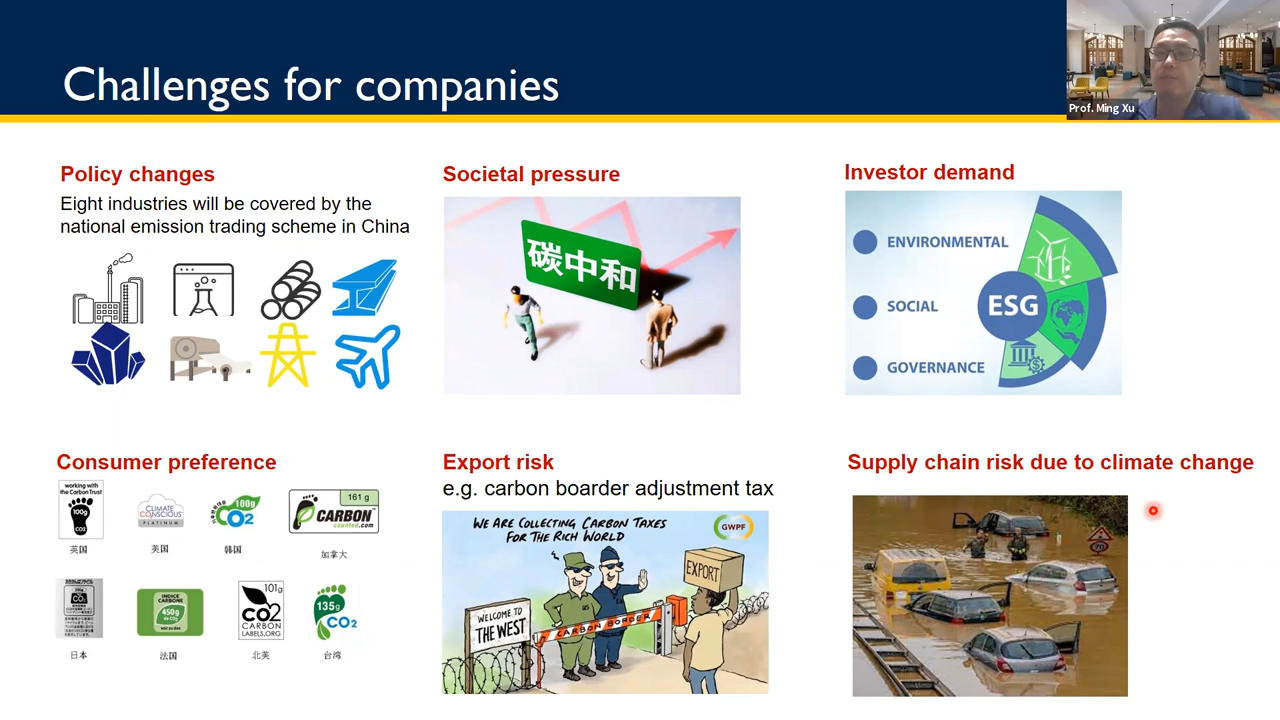 Challenges for companies
Prof. Ming Xu
Policy changes
Eight industries will be covered by the
national emission trading scheme in China
Societal pressure
碳中和
Investor demand
ENVIRONMENTAL
SOCIAL
GOVERNANCE
ESG
Consumer preference
working with
the Carbon Trust
100g
CO2
英国
CLIMATE
CONSCIOUS
PLATINUM
美国
100g
CO2
韩国
161 g
CARBON™
counted.com
加拿大
日本
INDICE
CARBONE
450g
de CO2
法国
101g
CO2
CARBON
LABELS.ORG
北美
135g
CO2
台湾
Export risk
e.g. carbon boarder adjustment tax
WE ARE COLLECTING CARBON TAXES
FOR THE RICH WORLD
GWPF
EXPORT
WELCOME TO
THE WEST
CARBON BORDER
Supply chain risk due to climate change
70